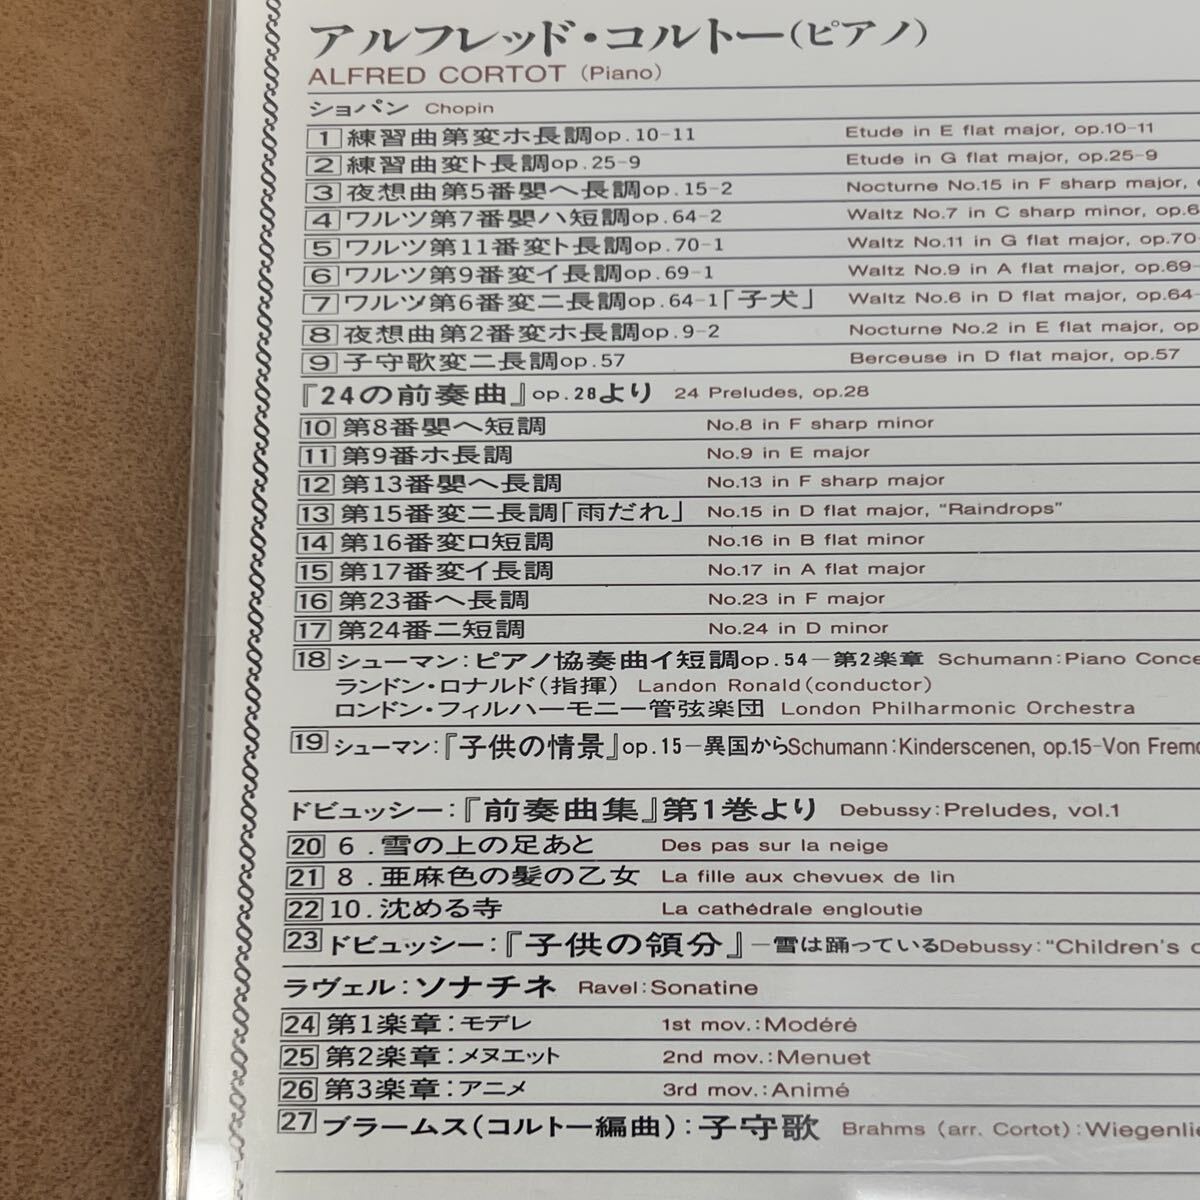 アルフレッド・コルトー(ピアノ)
ALFRED CORTOT (Piano)
ショパン Chopin
1 練習曲第変ホ長調op.10-11 Etude in E flat major, op.10-11
2 練習曲変ト長調op.25-9 Etude in G flat major, op.25-9
3 夜想曲第5番嬰ヘ長調op.15-2 Nocturne No.15 in F sharp major,
4 ワルツ第7番嬰ハ短調op.64-2 Waltz No.7 in C sharp minor, op.6
5 ワルツ第11番変ト長調op.70-1 Waltz No.11 in G flat major, op.70-
6 ワルツ第9番変イ長調op.69-1 Waltz No.9 in A flat major, op.69-
7 ワルツ第6番変ニ長調op.64-1「子犬」 Waltz No.6 in D flat major, op.64-
8 夜想曲第2番変ホ長調op.9-2 Nocturne No.2 in E flat major, op
9 子守歌変ニ長調op.57 Berceuse in D flat major, op.57
『24の前奏曲』op.28より 24 Preludes, op.28
10 第8番嬰ヘ短調 No.8 in F sharp minor
11 第9番ホ長調 No.9 in E major
12 第13番嬰ヘ長調 No.13 in F sharp major
13 第15番変ニ長調「雨だれ」 No.15 in D flat major, "Raindrops"
14 第16番変ロ短調 No.16 in B flat minor
15 第17番変イ長調 No.17 in A flat major
16 第23番ヘ長調 No.23 in F major
17 第24番ニ短調 No.24 in D minor
18 シューマン:ピアノ協奏曲イ短調op.54-第2楽章 Schumann:Piano Conce
ランドン・ロナルド(指揮) Landon Ronald(conductor)
ロンドン・フィルハーモニー管弦楽団 London Philharmonic Orchestra
19 シューマン:『子供の情景』op.15-異国からSchumann:Kinderscenen, op.15-Von Fremd
ドビュッシー:『前奏曲集』第1巻より Debussy:Preludes, vol.1
20 6.雪の上の足あと Des pas sur la neige
21 8.亜麻色の髪の乙女 La fille aux chevuex de lin
22 10.沈める寺 La cathédrale engloutie
23 ドビュッシー:『子供の領分』-雪は踊っているDebussy:"Children's c
ラヴェル:ソナチネ Ravel:Sonatine
24 第1楽章:モデレ 1st mov.:Modéré
25 第2楽章:メヌエット 2nd mov.:Menuet
26 第3楽章:アニメ 3rd mov.:Animé
27 ブラームス(コルトー編曲):子守歌 Brahms (arr. Cortot):Wiegenlie